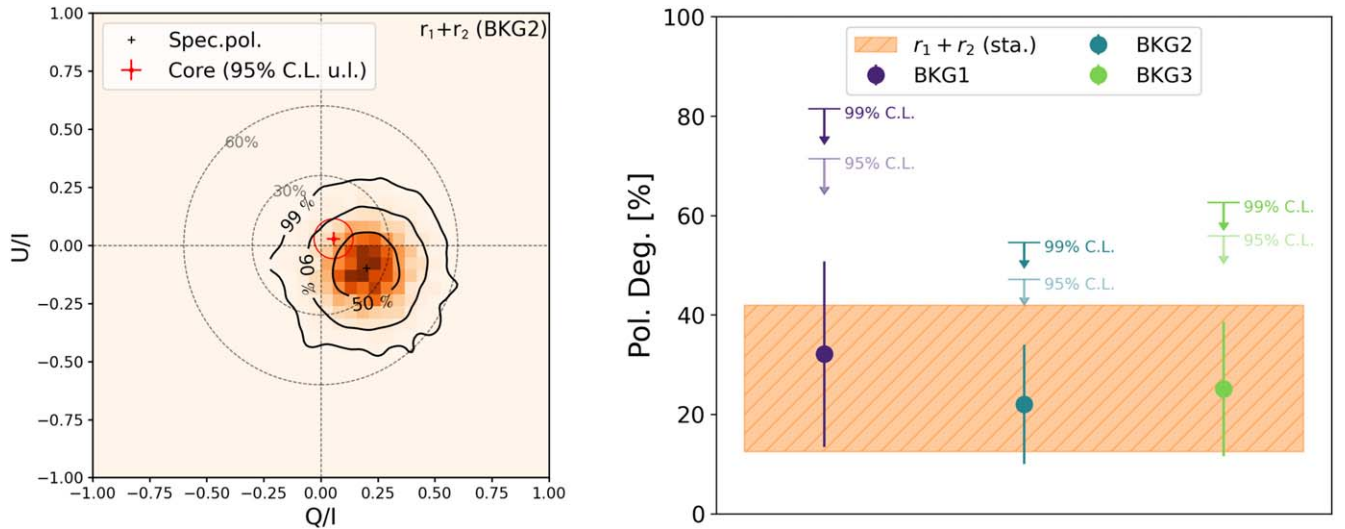 1.00
0.75
0.50
0.25
0.00
−0.25
−0.50
−0.75
−1.00
U/I
r₁+r₂ (BKG2)
Spec.pol.
Core (95% C.L. u.l.)
60%
30%
99 %
90 %
50 %
−1.00 −0.75 −0.50 −0.25 0.00 0.25 0.50 0.75 1.00
Q/I
100
80
60
40
20
0
Pol. Deg. [%]
r₁ + r₂ (sta.)
BKG1
BKG2
BKG3
99% C.L.
95% C.L.
99% C.L.
95% C.L.
99% C.L.
95% C.L.